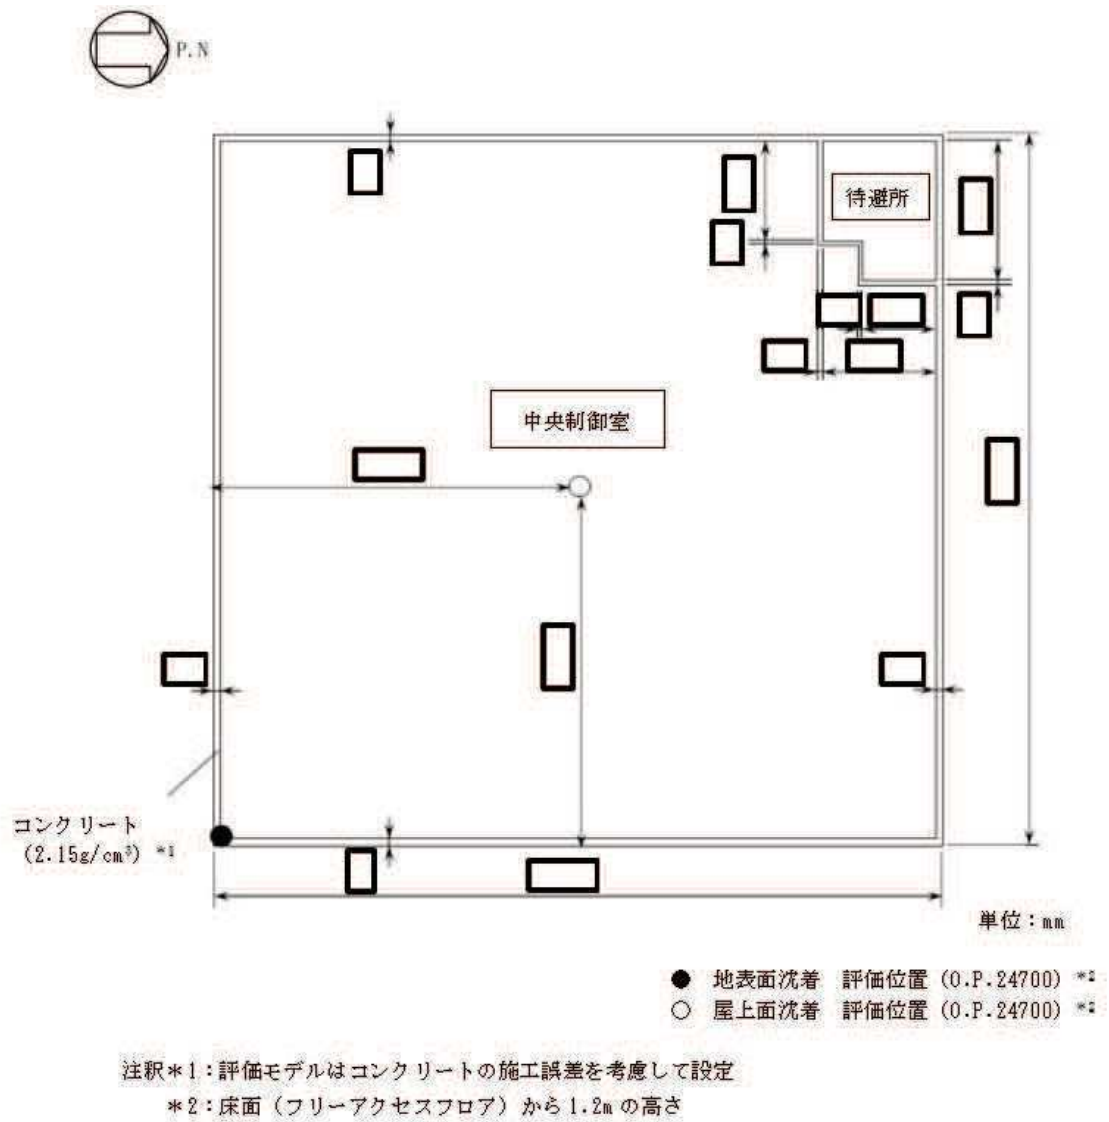 P.N
待避所
中央制御室
コンクリート
(2.15g/cm³) *1
単位：mm
● 地表面沈着 評価位置 (O.P.24700) *2
○ 屋上面沈着 評価位置 (O.P.24700) *2
注釈*1：評価モデルはコンクリートの施工誤差を考慮して設定
*2：床面（フリーアクセスフロア）から1.2mの高さ